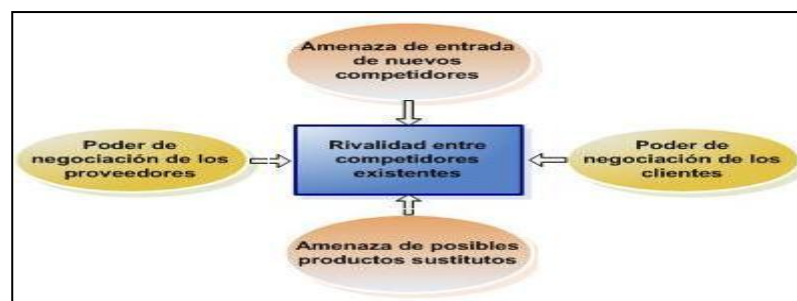 Amenaza de entrada
de nuevos
competidores
Poder de
negociación de los
proveedores
Rivalidad entre
competidores
existentes
Poder de
negociación de los
clientes
Amenaza de posibles
productos sustitutos